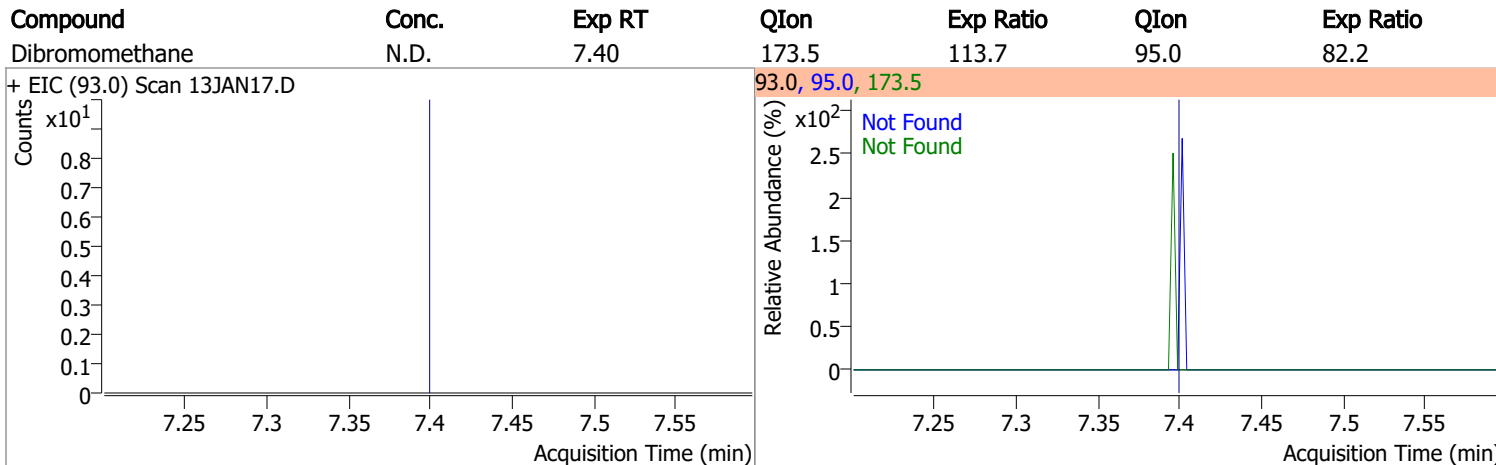 Compound Conc. Exp RT QIon Exp Ratio QIon Exp Ratio
Dibromomethane N.D. 7.40 173.5 113.7 95.0 82.2
+ EIC (93.0) Scan 13JAN17.D
Counts
x10¹
0.8
0.7
0.6
0.5
0.4
0.3
0.2
0.1
0
7.25 7.3 7.35 7.4 7.45 7.5 7.55
Acquisition Time (min)
93.0, 95.0, 173.5
Relative Abundance (%)
x10²
Not Found
Not Found
2.5
2
1.5
1
0.5
0
7.25 7.3 7.35 7.4 7.45 7.5 7.55
Acquisition Time (min)